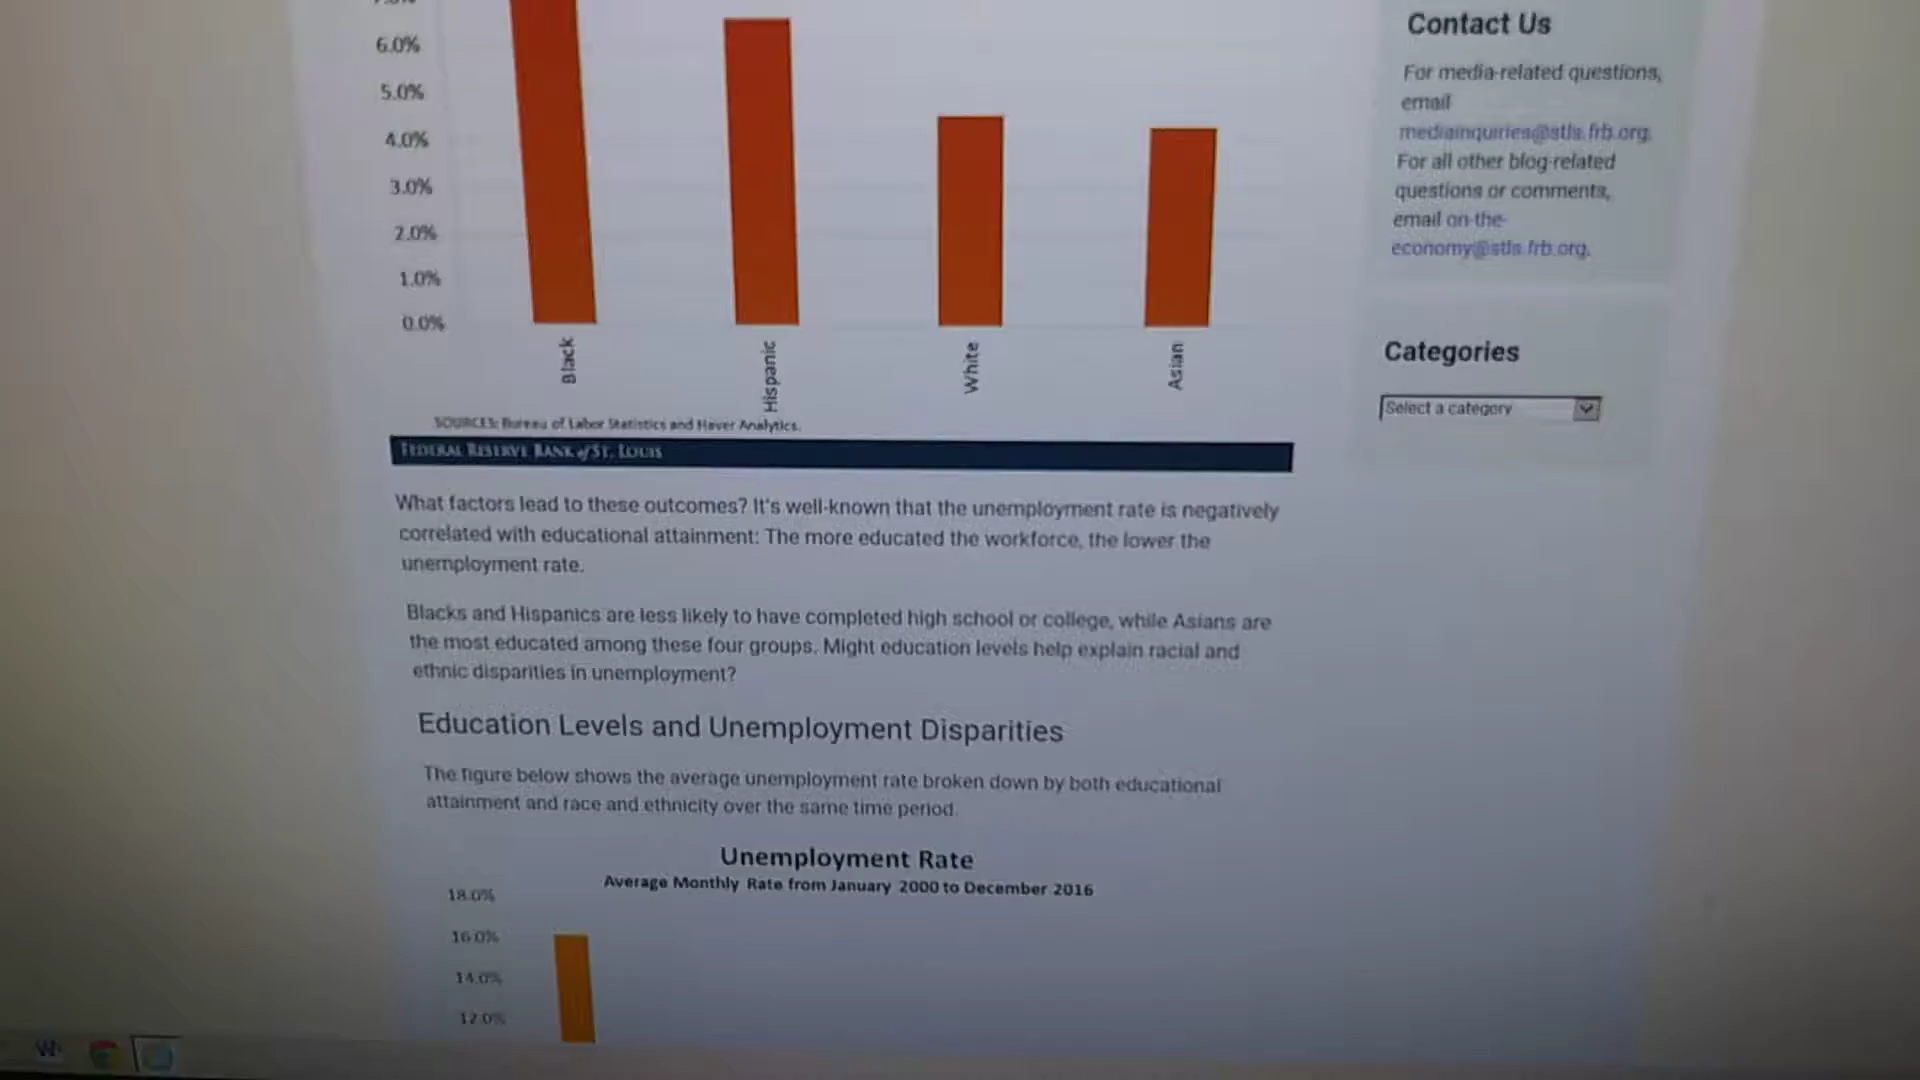 6.0%
5.0%
4.0%
3.0%
2.0%
1.0%
0.0%
Black
Hispanic
White
Asian
SOURCES: Bureau of Labor Statistics and Haver Analytics.
FEDERAL RESERVE BANK of ST. LOUIS
What factors lead to these outcomes? It's well-known that the unemployment rate is negatively
correlated with educational attainment: The more educated the workforce, the lower the
unemployment rate.
Blacks and Hispanics are less likely to have completed high school or college, while Asians are
the most educated among these four groups. Might education levels help explain racial and
ethnic disparities in unemployment?
Education Levels and Unemployment Disparities
The figure below shows the average unemployment rate broken down by both educational
attainment and race and ethnicity over the same time period.
Unemployment Rate
Average Monthly Rate from January 2000 to December 2016
18.0%
16.0%
14.0%
12.0%
Contact Us
For media-related questions,
email
mediainquiries@stls.frb.org.
For all other blog-related
questions or comments,
email on-the-
economy@stls.frb.org.
Categories
Select a category
W